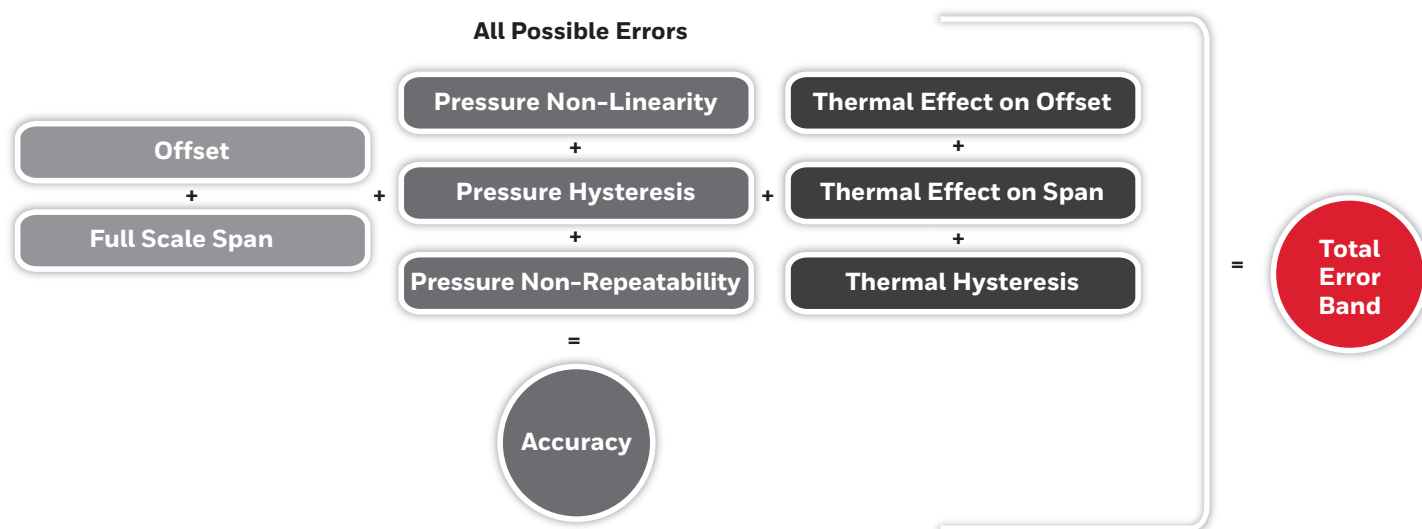 All Possible Errors
Offset
+
Full Scale Span
+
Pressure Non-Linearity
+
Pressure Hysteresis
+
Pressure Non-Repeatability
=
Accuracy
+
Thermal Effect on Offset
+
Thermal Effect on Span
+
Thermal Hysteresis
=
Total
Error
Band